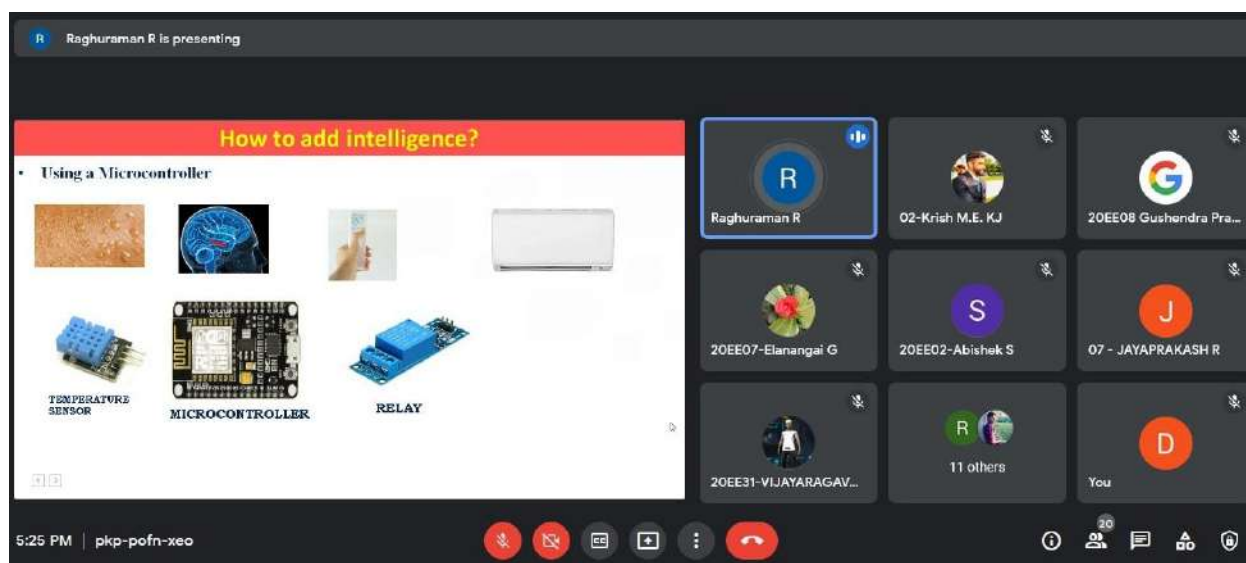 R Raghuraman R is presenting
How to add intelligence?
• Using a Microcontroller
TEMPERATURE
SENSOR
MICROCONTROLLER
RELAY
R
Raghuraman R
02-Krish M.E. KJ
G
20EE08 Gushendra Pra...
20EE07-Elanangai G
S
20EE02-Abishek S
J
07 - JAYAPRAKASH R
20EE31-VIJAYARAGAV...
R
11 others
D
You
5:25 PM | pkp-pofn-xeo
CC
20